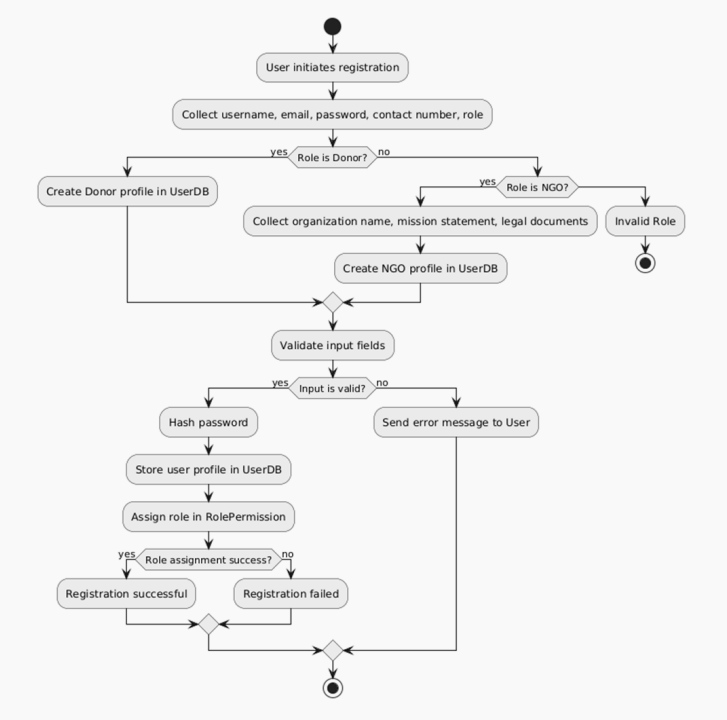 User initiates registration
Collect username, email, password, contact number, role
yes
Role is Donor?
no
Create Donor profile in UserDB
yes
Role is NGO?
Collect organization name, mission statement, legal documents
Invalid Role
Create NGO profile in UserDB
Validate input fields
yes
Input is valid?
no
Hash password
Send error message to User
Store user profile in UserDB
Assign role in RolePermission
yes
Role assignment success?
no
Registration successful
Registration failed